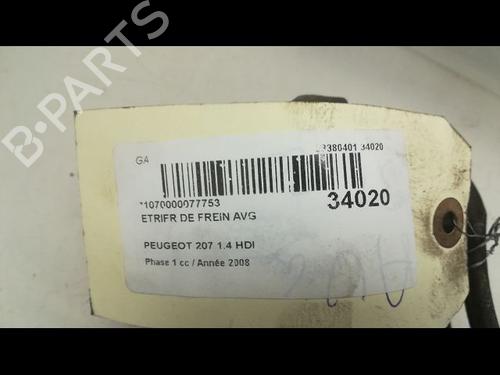 B-PARTS
GA
380401 34020
*1070000077753
34020
ETRIFR DE FREIN AVG
PEUGEOT 207 1.4 HDI
Phase 1 cc / Année 2008